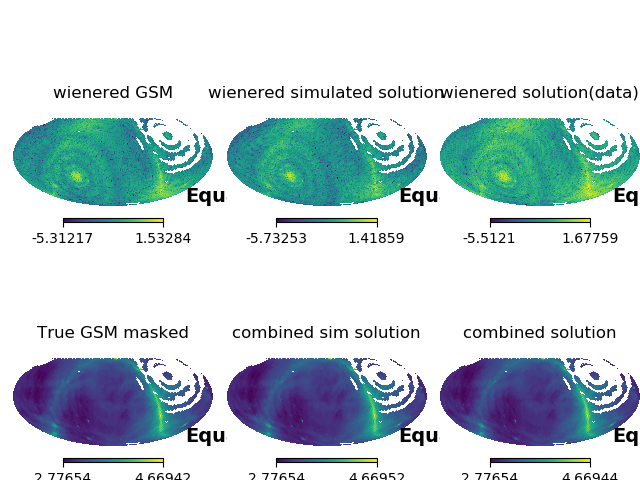 wienered GSM wienered simulated solution wienered solution(data)
Equ Equ Eq
-5.31217 1.53284 -5.73253 1.41859 -5.5121 1.67759
True GSM masked combined sim solution combined solution
Equ Equ Eq
2.77654 4.66942 2.77654 4.66952 2.77654 4.66944